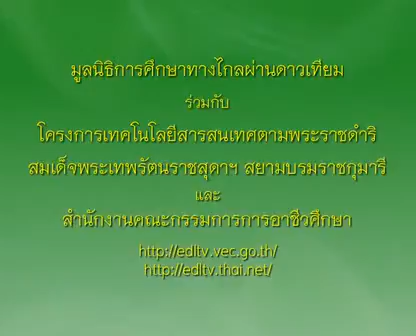 มูลนิธิการศึกษาทางไกลผ่านดาวเทียม
ร่วมกับ
โครงการเทคโนโลยีสารสนเทศตามพระราชดำริ
สมเด็จพระเทพรัตนราชสุดาฯ สยามบรมราชกุมารี
และ
สำนักงานคณะกรรมการการอาชีวศึกษา
http://edltv.vec.go.th/
http://edltv.thai.net/